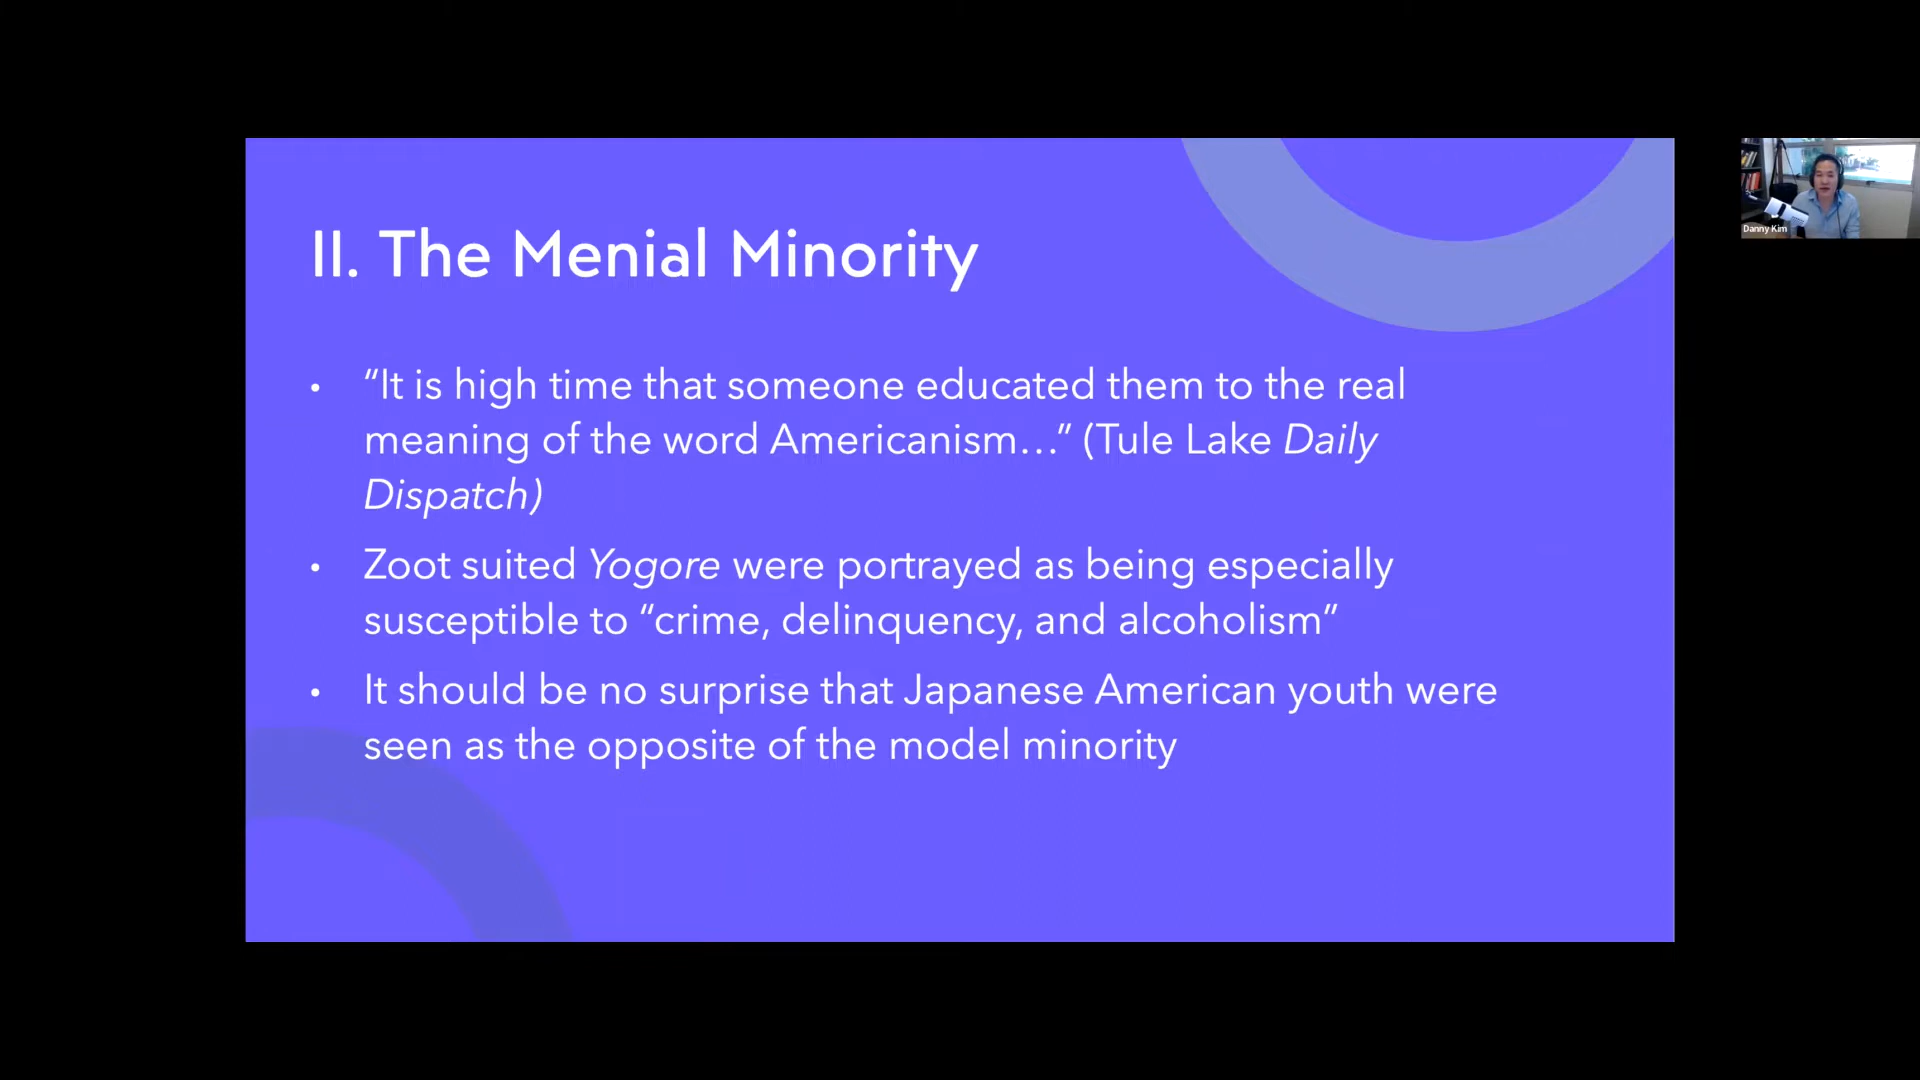 II. The Menial Minority
• “It is high time that someone educated them to the real
meaning of the word Americanism…” (Tule Lake Daily
Dispatch)
• Zoot suited Yogore were portrayed as being especially
susceptible to “crime, delinquency, and alcoholism”
• It should be no surprise that Japanese American youth were
seen as the opposite of the model minority
Danny Kim